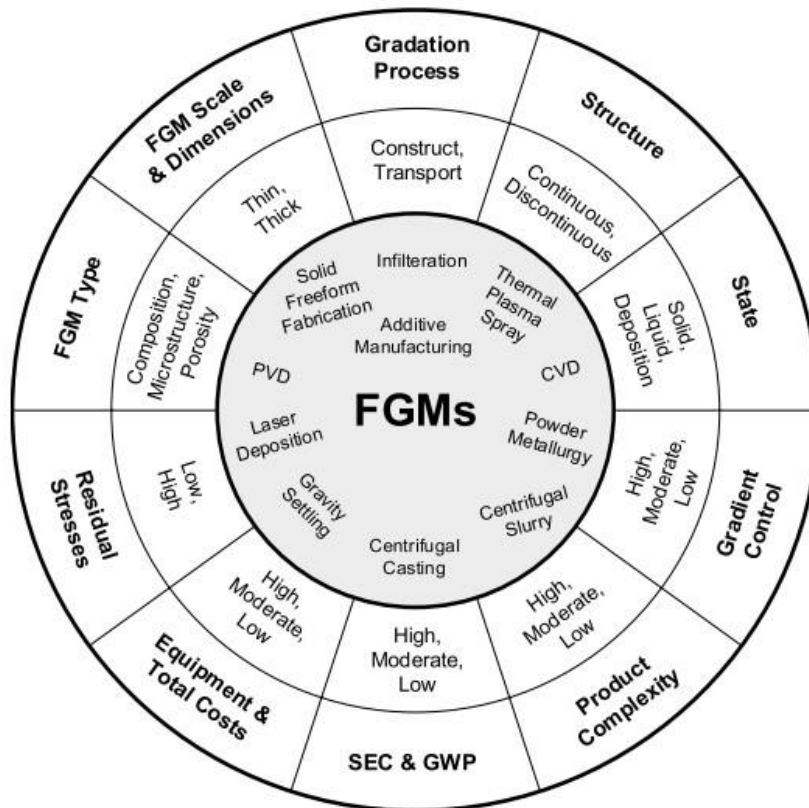 Gradation
Process
Structure
State
Gradient
Control
Product
Complexity
SEC & GWP
Equipment &
Total Costs
Residual
Stresses
FGM Type
FGM Scale
& Dimensions
Construct,
Transport
Continuous,
Discontinuous
Solid,
Liquid,
Deposition
High,
Moderate,
Low
High,
Moderate,
Low
High,
Moderate,
Low
High,
Moderate,
Low
Low,
High
Composition,
Microstructure,
Porosity
Thin,
Thick
Infilteration
Thermal
Plasma
Spray
CVD
Powder
Metallurgy
Centrifugal
Slurry
Centrifugal
Casting
Gravity
Settling
Laser
Deposition
PVD
Solid
Freeform
Fabrication
Additive
Manufacturing
FGMs